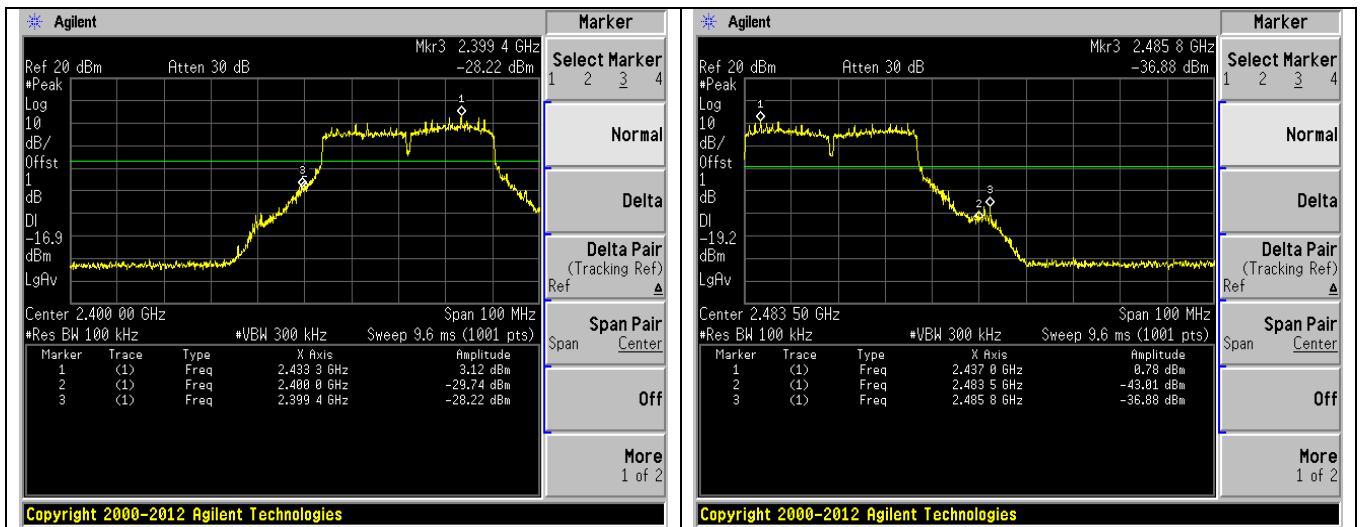 Agilent
Marker
Mkr3 2.399 4 GHz
Ref 20 dBm Atten 30 dB -28.22 dBm
#Peak
Log
10
dB/
Offst
1
dB
DI
-16.9
dBm
LgAv
1
3
Center 2.400 00 GHz Span 100 MHz
#Res BW 100 kHz #VBW 300 kHz Sweep 9.6 ms (1001 pts)
Marker Trace Type X Axis Amplitude
1 (1) Freq 2.433 3 GHz 3.12 dBm
2 (1) Freq 2.400 0 GHz -29.74 dBm
3 (1) Freq 2.399 4 GHz -28.22 dBm
Select Marker
1 2 3 4
Normal
Delta
Delta Pair
(Tracking Ref)
Ref Δ
Span Pair
Span Center
Off
More
1 of 2
Copyright 2000-2012 Agilent Technologies
Agilent
Marker
Mkr3 2.485 8 GHz
Ref 20 dBm Atten 30 dB -36.88 dBm
#Peak
Log
10
dB/
Offst
1
dB
DI
-19.2
dBm
LgAv
1
2
3
Center 2.483 50 GHz Span 100 MHz
#Res BW 100 kHz #VBW 300 kHz Sweep 9.6 ms (1001 pts)
Marker Trace Type X Axis Amplitude
1 (1) Freq 2.437 0 GHz 0.78 dBm
2 (1) Freq 2.483 5 GHz -43.01 dBm
3 (1) Freq 2.485 8 GHz -36.88 dBm
Select Marker
1 2 3 4
Normal
Delta
Delta Pair
(Tracking Ref)
Ref Δ
Span Pair
Span Center
Off
More
1 of 2
Copyright 2000-2012 Agilent Technologies